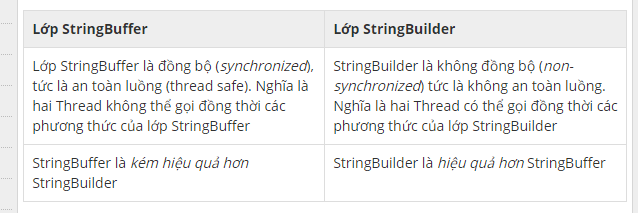 Lớp StringBuffer
Lớp StringBuilder
Lớp StringBuffer là đồng bộ (synchronized),
tức là an toàn luồng (thread safe). Nghĩa là
hai Thread không thể gọi đồng thời các
phương thức của lớp StringBuffer
StringBuilder là không đồng bộ (non-
synchronized) tức là không an toàn luồng.
Nghĩa là hai Thread có thể gọi đồng thời các
phương thức của lớp StringBuilder
StringBuffer là kém hiệu quả hơn
StringBuilder
StringBuilder là hiệu quả hơn StringBuffer